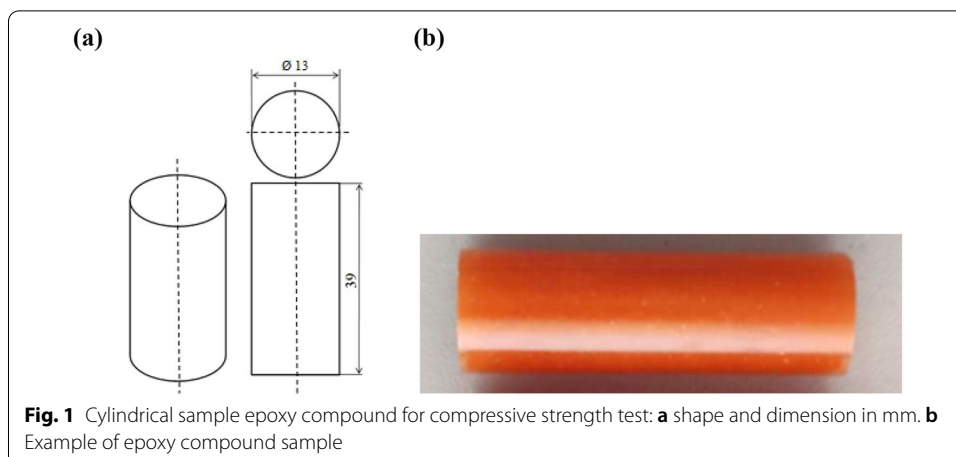 (a)
(b)
Ø 13
39
Fig. 1 Cylindrical sample epoxy compound for compressive strength test: a shape and dimension in mm. b
Example of epoxy compound sample